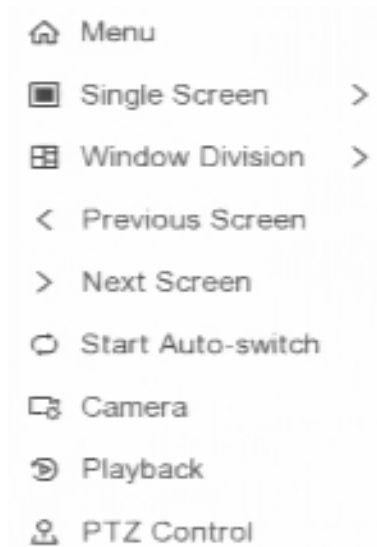 Menu
Single Screen
Window Division
Previous Screen
Next Screen
Start Auto-switch
Camera
Playback
PTZ Control